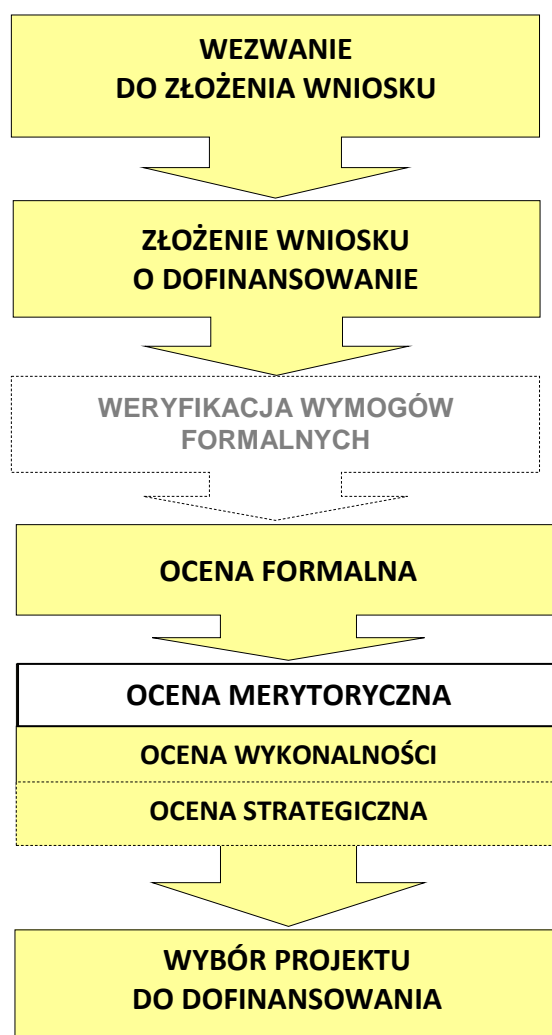 WEZWANIE
DO ZŁOŻENIA WNIOSKU
ZŁOŻENIE WNIOSKU
O DOFINANSOWANIE
WERYFIKACJA WYMOGÓW
FORMALNYCH
OCENA FORMALNA
OCENA MERYTORYCZNA
OCENA WYKONALNOŚCI
OCENA STRATEGICZNA
WYBÓR PROJEKTU
DO DOFINANSOWANIA